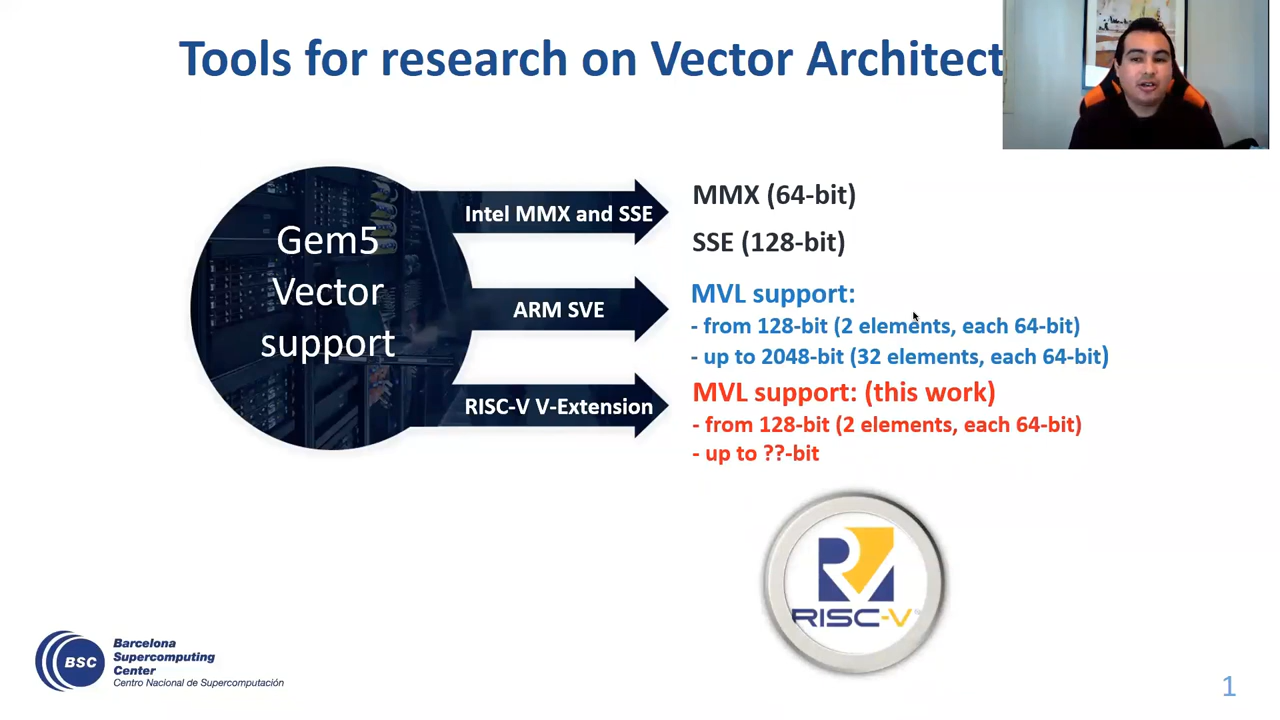 Tools for research on Vector Architect
Gem5
Vector
support
Intel MMX and SSE
MMX (64-bit)
SSE (128-bit)
ARM SVE
MVL support:
- from 128-bit (2 elements, each 64-bit)
- up to 2048-bit (32 elements, each 64-bit)
RISC-V V-Extension
MVL support: (this work)
- from 128-bit (2 elements, each 64-bit)
- up to ??-bit
RISC-V
BSC
Barcelona
Supercomputing
Center
Centro Nacional de Supercomputación
1